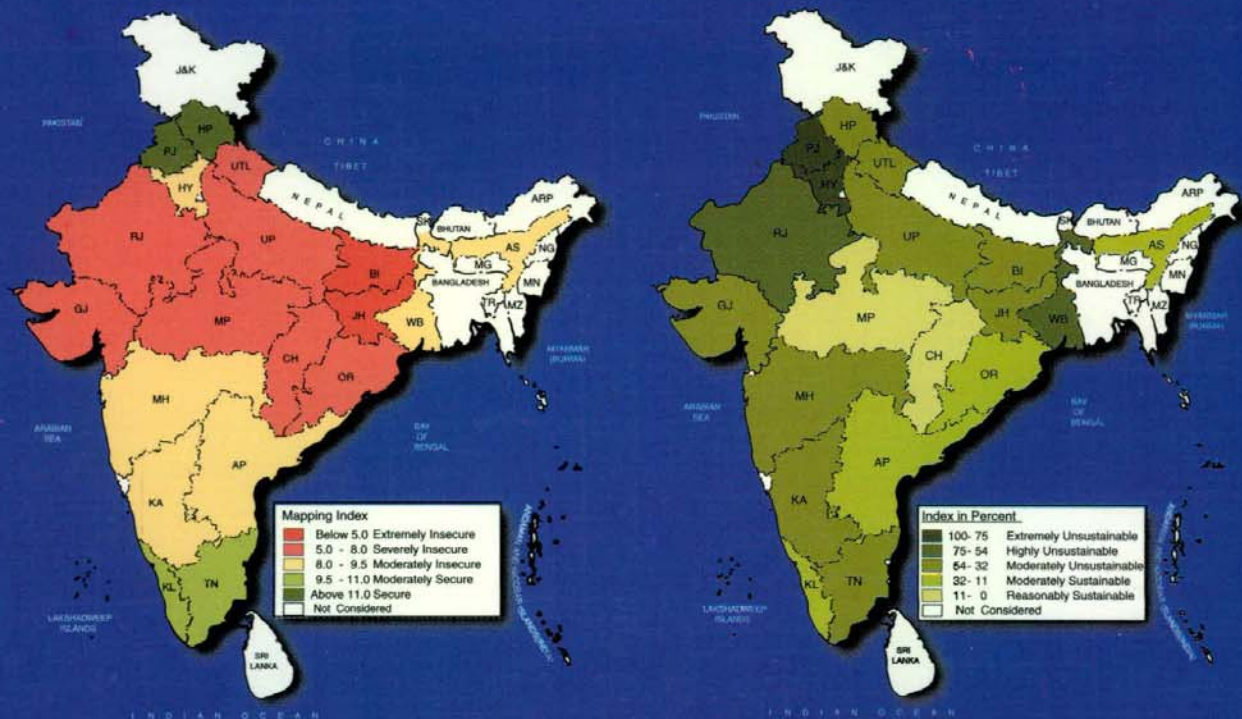 J&K
PAKISTAN
HP
PJ
CHINA
TIBET
UTL
HY
NEPAL
ARP
SK
BHUTAN
RJ
UP
AS
NG
BI
MG
BANGLADESH
TR
MZ
GJ
MP
JH
WB
CH
MYANMAR
(BURMA)
OR
MH
ARABIAN
SEA
BAY
OF
BENGAL
AP
KA
Mapping Index
Below 5.0 Extremely Insecure
5.0 - 8.0 Severely Insecure
8.0 - 9.5 Moderately Insecure
9.5 - 11.0 Moderately Secure
Above 11.0 Secure
Not Considered
KL
TN
LAKSHADWEEP
ISLANDS
SRI
LANKA
INDIAN OCEAN
J&K
PAKISTAN
HP
PJ
CHINA
TIBET
UTL
HY
NEPAL
ARP
SK
BHUTAN
RJ
UP
AS
NG
BI
MG
MN
BANGLADESH
TR
MZ
GJ
MP
JH
WB
CH
MYANMAR
(BURMA)
OR
MH
ARABIAN
SEA
BAY
OF
BENGAL
AP
KA
Index in Percent
100- 75 Extremely Unsustainable
75- 54 Highly Unsustainable
54- 32 Moderately Unsustainable
32- 11 Moderately Sustainable
11- 0 Reasonably Sustainable
Not Considered
KL
TN
LAKSHADWEEP
ISLANDS
SRI
LANKA
INDIAN OCEAN